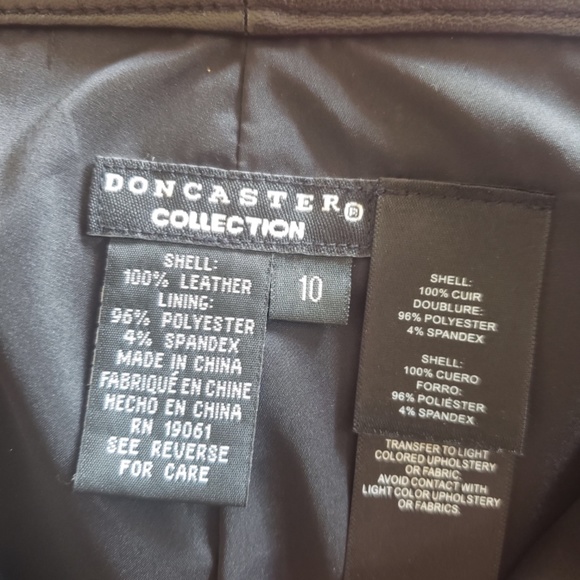 DONCASTER®
COLLECTION
SHELL:
100% LEATHER
LINING:
96% POLYESTER
4% SPANDEX
MADE IN CHINA
FABRIQUÉ EN CHINE
HECHO EN CHINA
RN 19061
SEE REVERSE
FOR CARE
10
SHELL:
100% CUIR
DOUBLURE:
96% POLYESTER
4% SPANDEX
SHELL:
100% CUERO
FORRO:
96% POLIÉSTER
4% SPANDEX
TRANSFER TO LIGHT
COLORED UPHOLSTERY
OR FABRIC.
AVOID CONTACT WITH
LIGHT COLOR UPHOLSTERY
OR FABRICS.